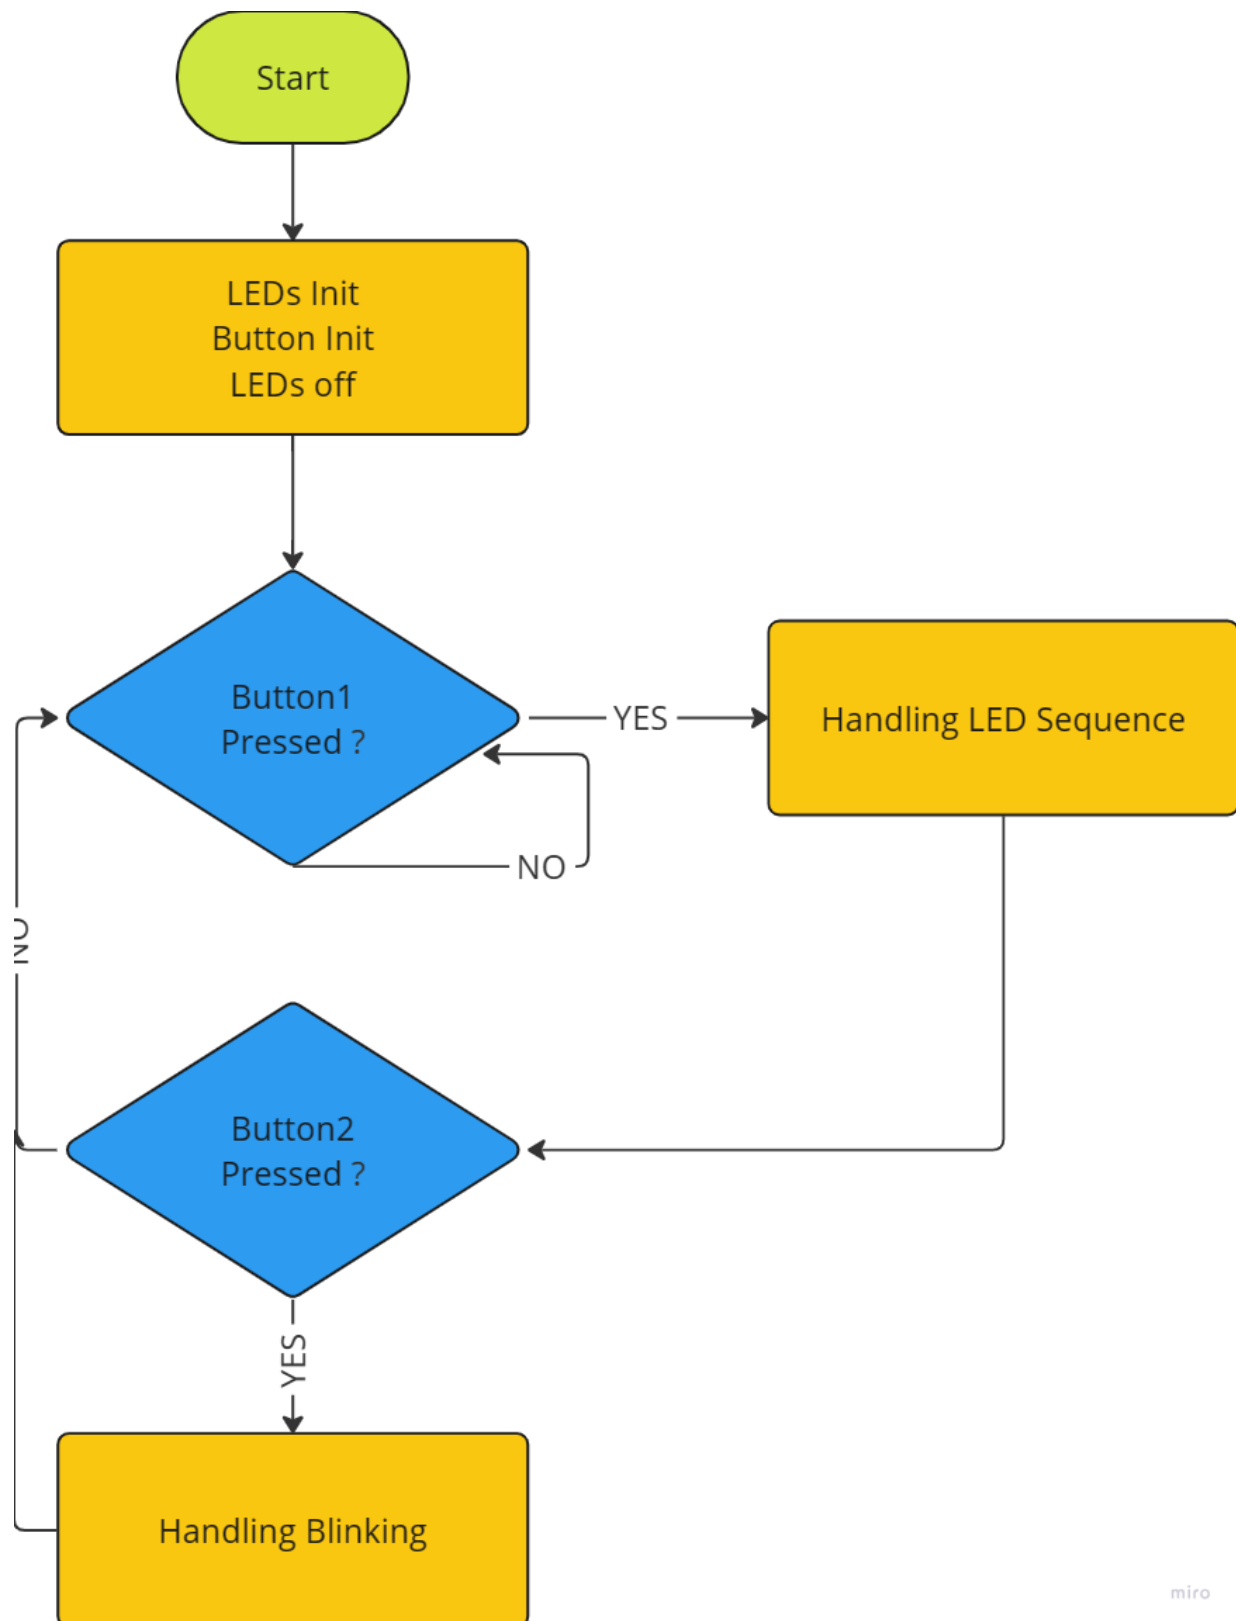 Start
LEDs Init
Button Init
LEDs off
Button1
Pressed ?
YES
Handling LED Sequence
NO
NO
Button2
Pressed ?
YES
Handling Blinking
miro